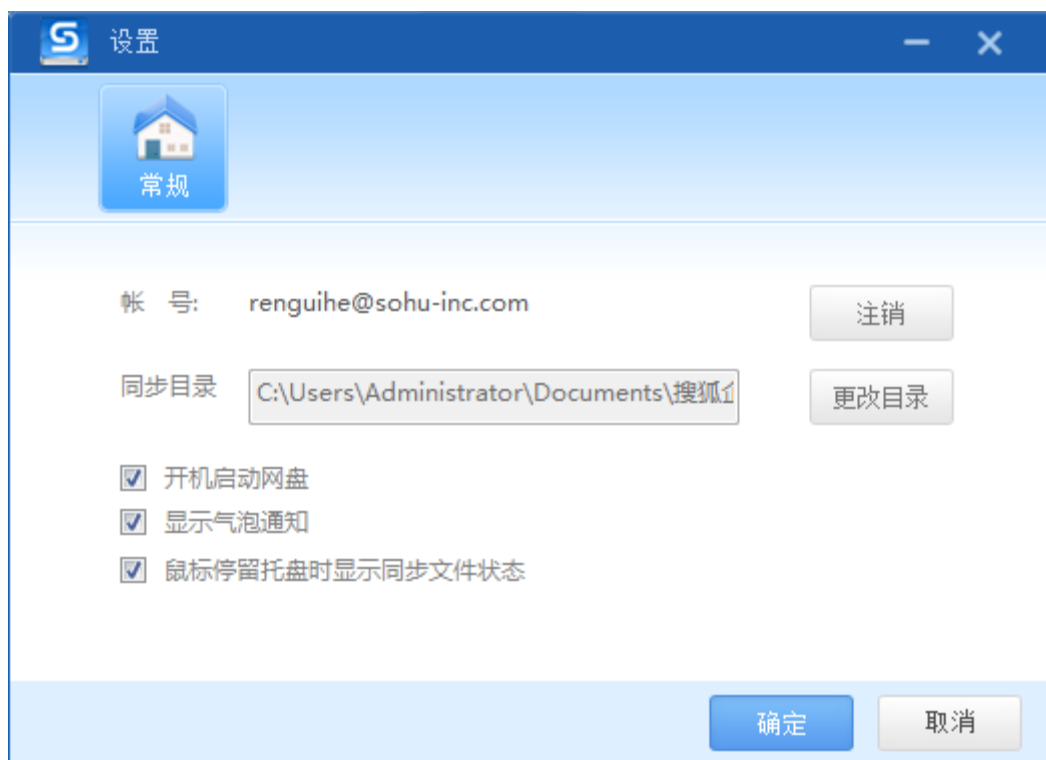 设置
常规
帐 号: renguihe@sohu-inc.com 注销
同步目录 C:\Users\Administrator\Documents\搜狐 更改目录
开机启动网盘
显示气泡通知
鼠标停留托盘时显示同步文件状态
确定 取消